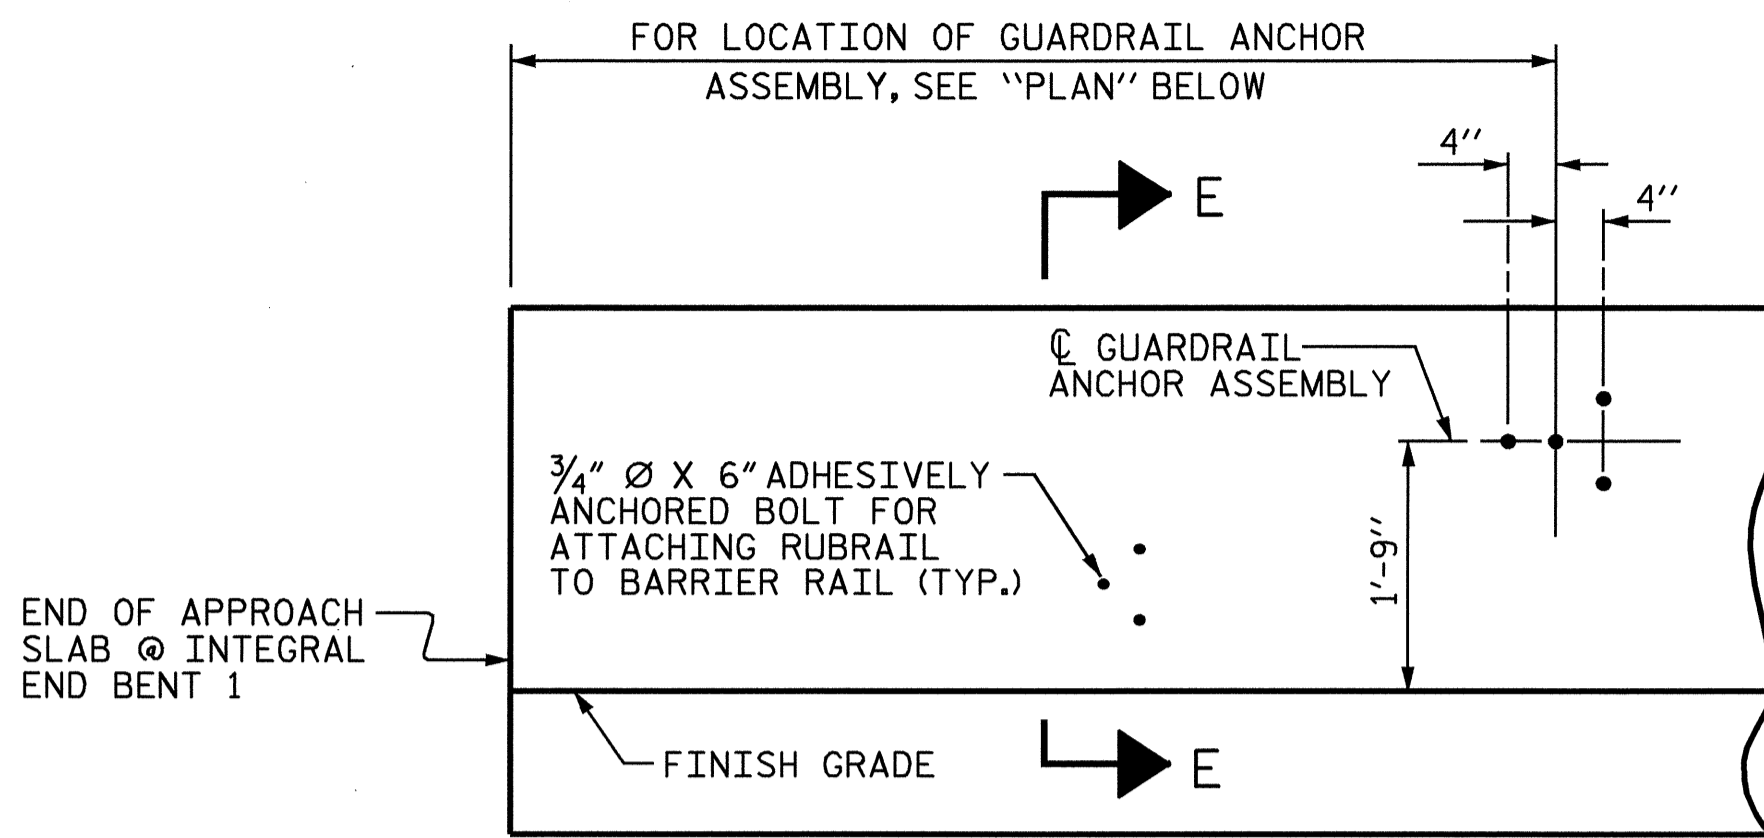 FOR LOCATION OF GUARDRAIL ANCHOR
ASSEMBLY, SEE "PLAN" BELOW
4"
E
4"
℄ GUARDRAIL
ANCHOR ASSEMBLY
3/4" Ø X 6" ADHESIVELY
ANCHORED BOLT FOR
ATTACHING RUBRAIL
TO BARRIER RAIL (TYP.)
1'-9"
END OF APPROACH
SLAB @ INTEGRAL
END BENT 1
FINISH GRADE
E